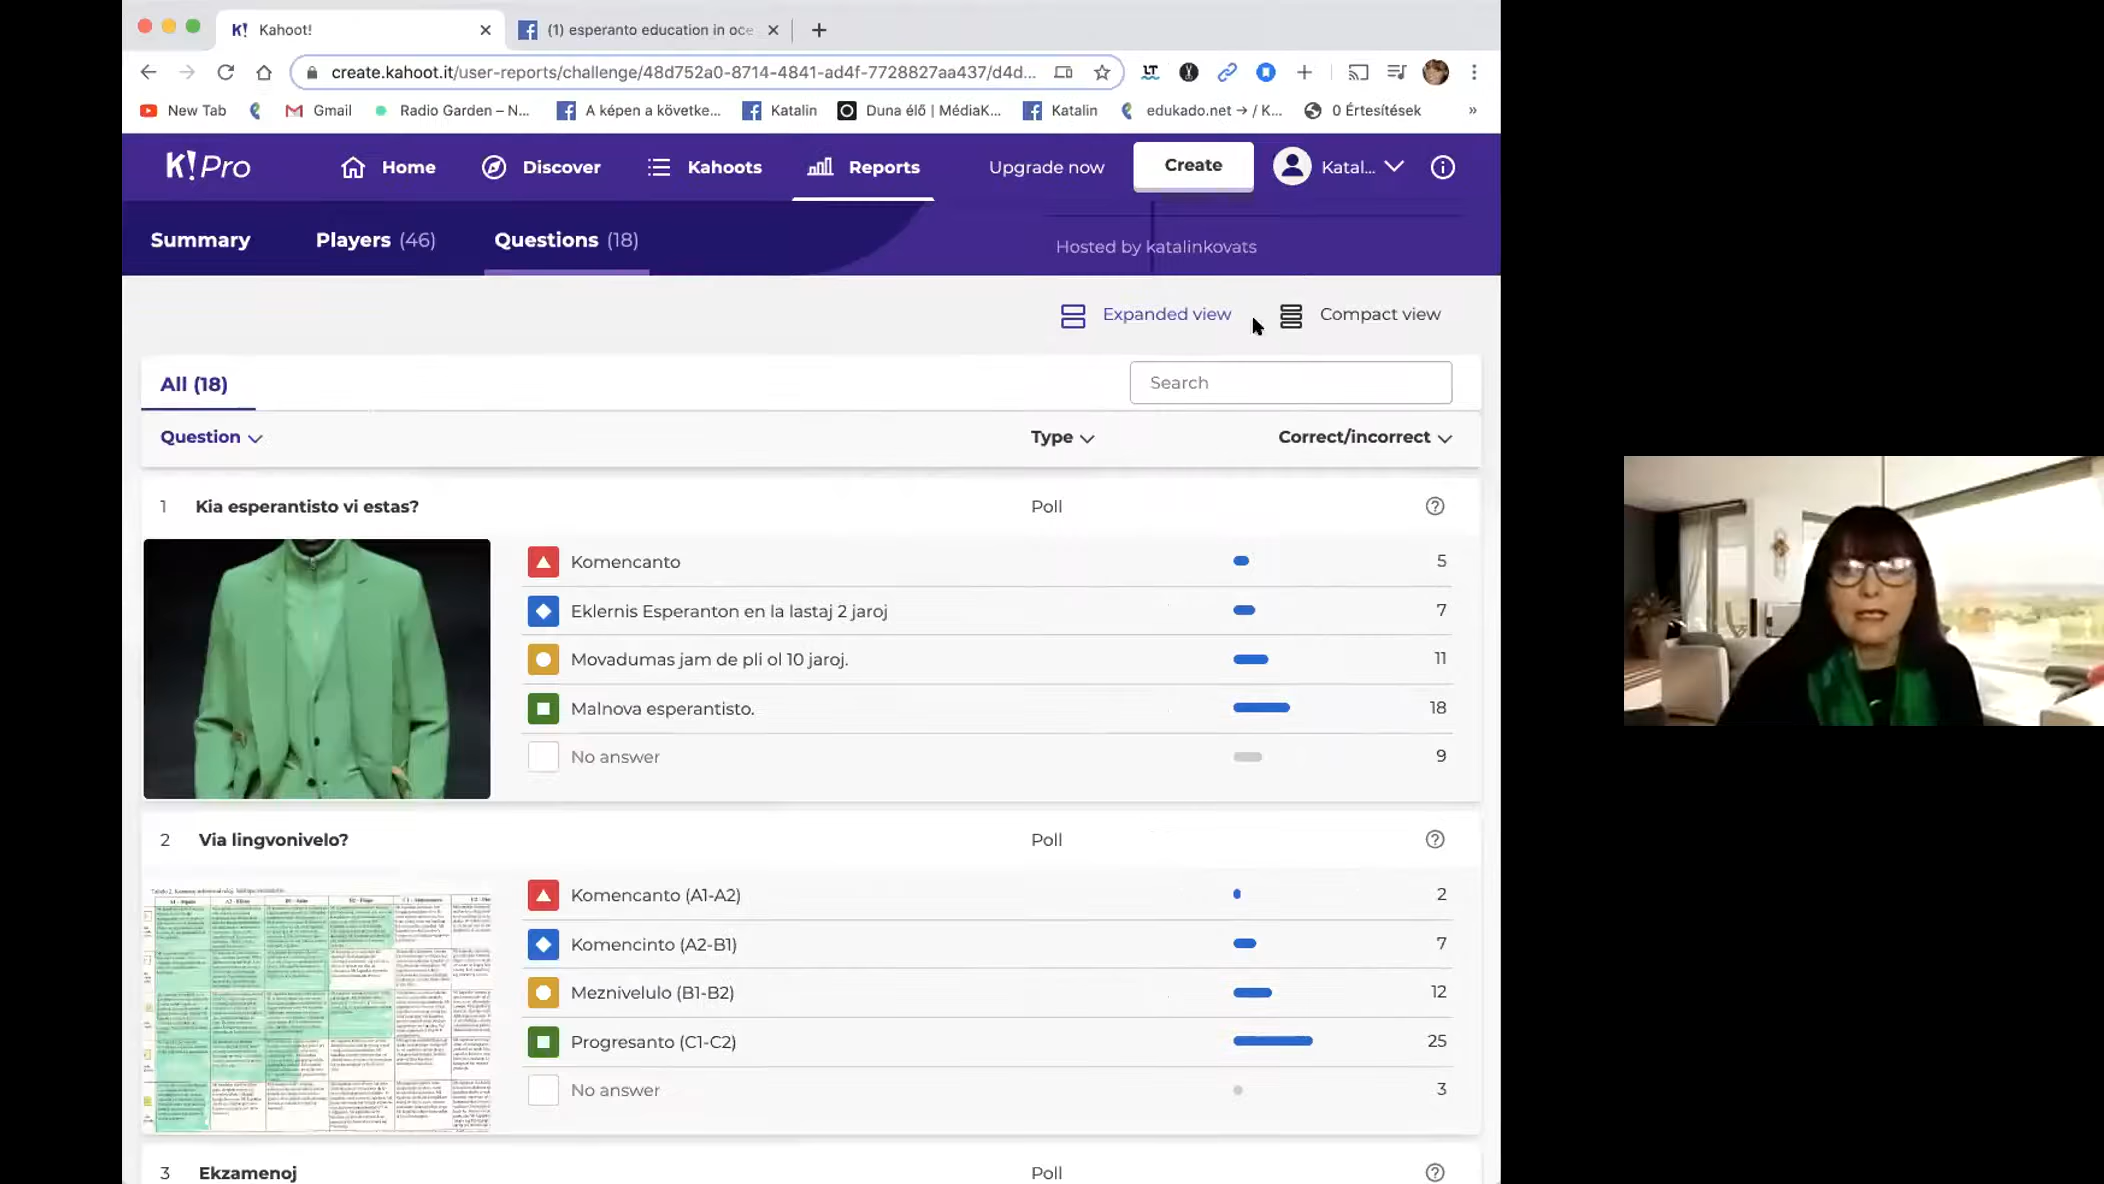 K! Kahoot!
(1) esperanto education in oce
create.kahoot.it/user-reports/challenge/48d752a0-8714-4841-ad4f-7728827aa437/d4d...
LT
New Tab
Gmail
Radio Garden – N...
A képen a követke...
Katalin
Duna élő | MédiaK...
Katalin
edukado.net → / K...
0 Értesítések
»
K! Pro
Home
Discover
Kahoots
Reports
Upgrade now
Create
Katal...
Summary
Players (46)
Questions (18)
Hosted by katalinkovats
Expanded view
Compact view
All (18)
Search
Question
Type
Correct/incorrect
1 Kia esperantisto vi estas? Poll
Komencanto 5
Eklernis Esperanton en la lastaj 2 jaroj 7
Movadumas jam de pli ol 10 jaroj. 11
Malnova esperantisto. 18
No answer 9
2 Via lingvonivelo? Poll
Komencanto (A1-A2) 2
Komencinto (A2-B1) 7
Meznivelulo (B1-B2) 12
Progresanto (C1-C2) 25
No answer 3
3 Ekzamenoj Poll